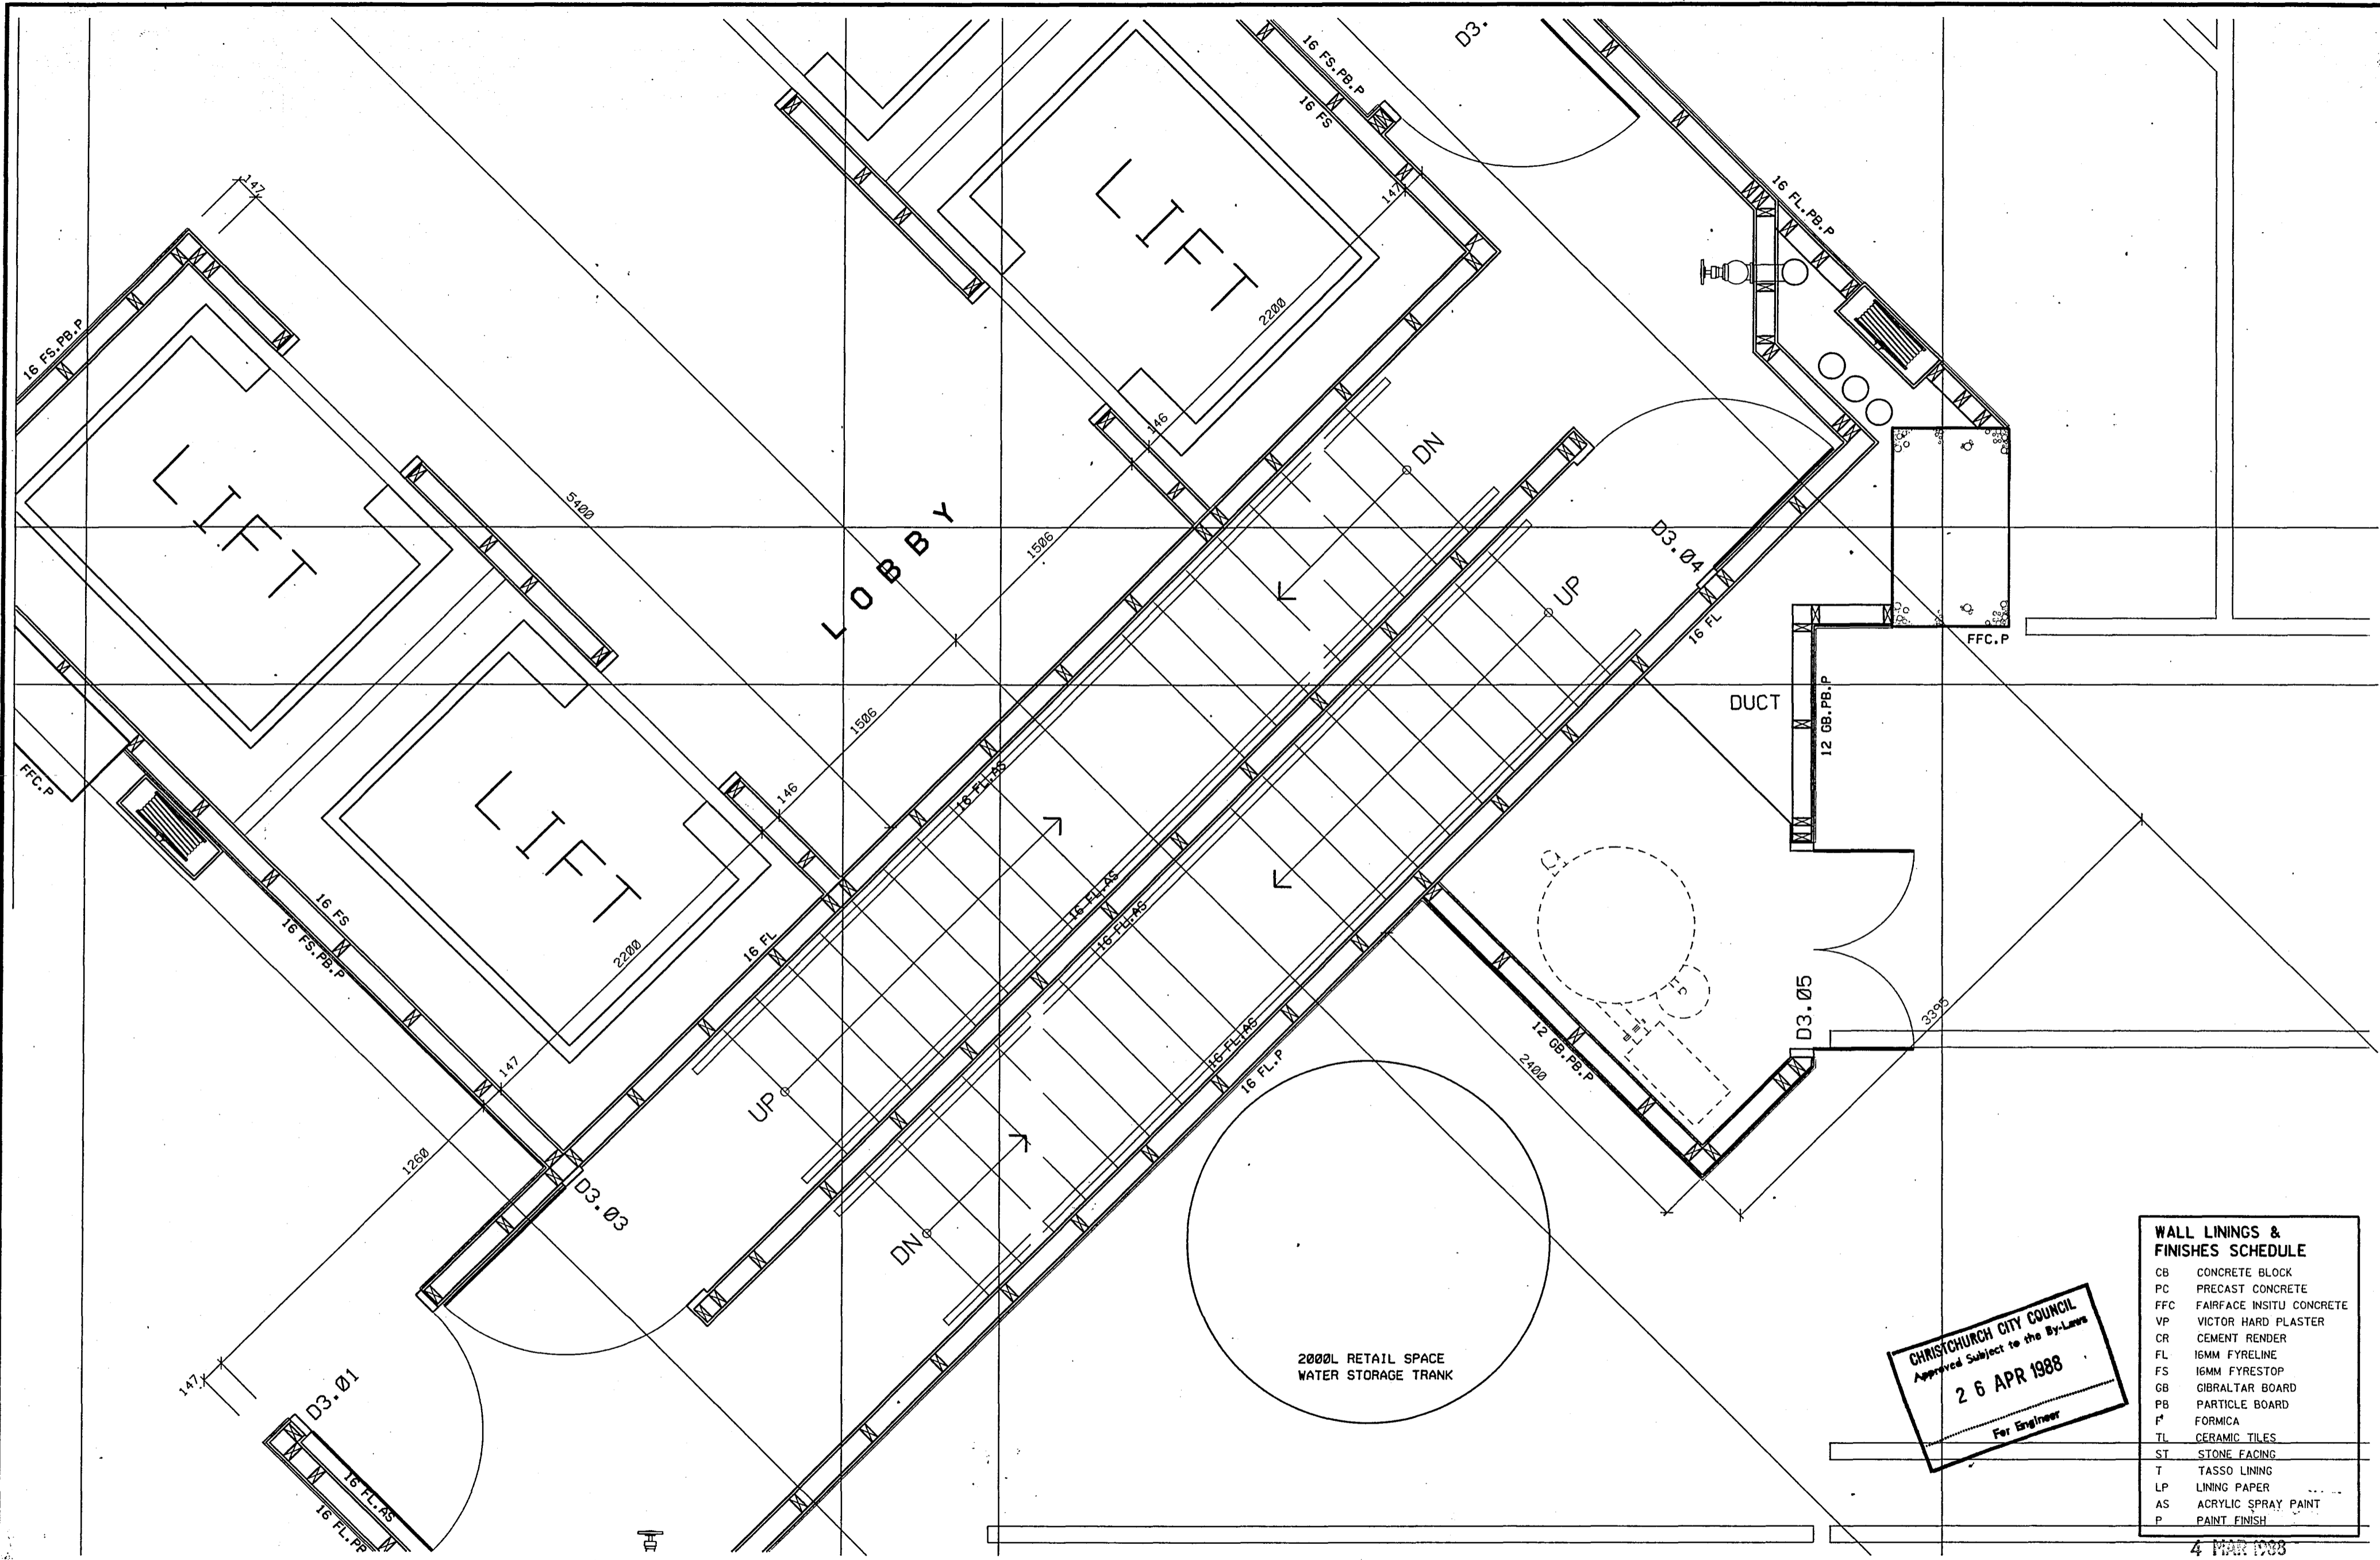 D3.
16 FS.PB.P
16 FS
147
147
16 FL.PB.P
LIFT
2200
16 FS.PB.P
146
DN
LIFT
5400
LOBBY
1506
D3.04
UP
16 FL
FFC.P
DUCT
12 GB.PB.P
1506
FFC.P
146
16 FL.AS
LIFT
16 FS
16 FS.PB.P
2200
16 FL
16 FL.AS
16 FL.AS
D3.05
3395
12 GB.PB.P
2400
16 FL.AS
16 FL.P
147
UP
1260
D3.03
DN
147
D3.01
16 FL.AS
16 FL.PB
2000L RETAIL SPACE
WATER STORAGE TRANK
CHRISTCHURCH CITY COUNCIL
Approved Subject to the By-Laws
26 APR 1988
For Engineer
WALL LININGS &
FINISHES SCHEDULE
CB CONCRETE BLOCK
PC PRECAST CONCRETE
FFC FAIRFACE INSITU CONCRETE
VP VICTOR HARD PLASTER
CR CEMENT RENDER
FL 16MM FYRELINE
FS 16MM FYRESTOP
GB GIBRALTAR BOARD
PB PARTICLE BOARD
F FORMICA
TL CERAMIC TILES
ST STONE FACING
T TASSO LINING
LP LINING PAPER
AS ACRYLIC SPRAY PAINT
P PAINT FINISH
4 MAR 1988